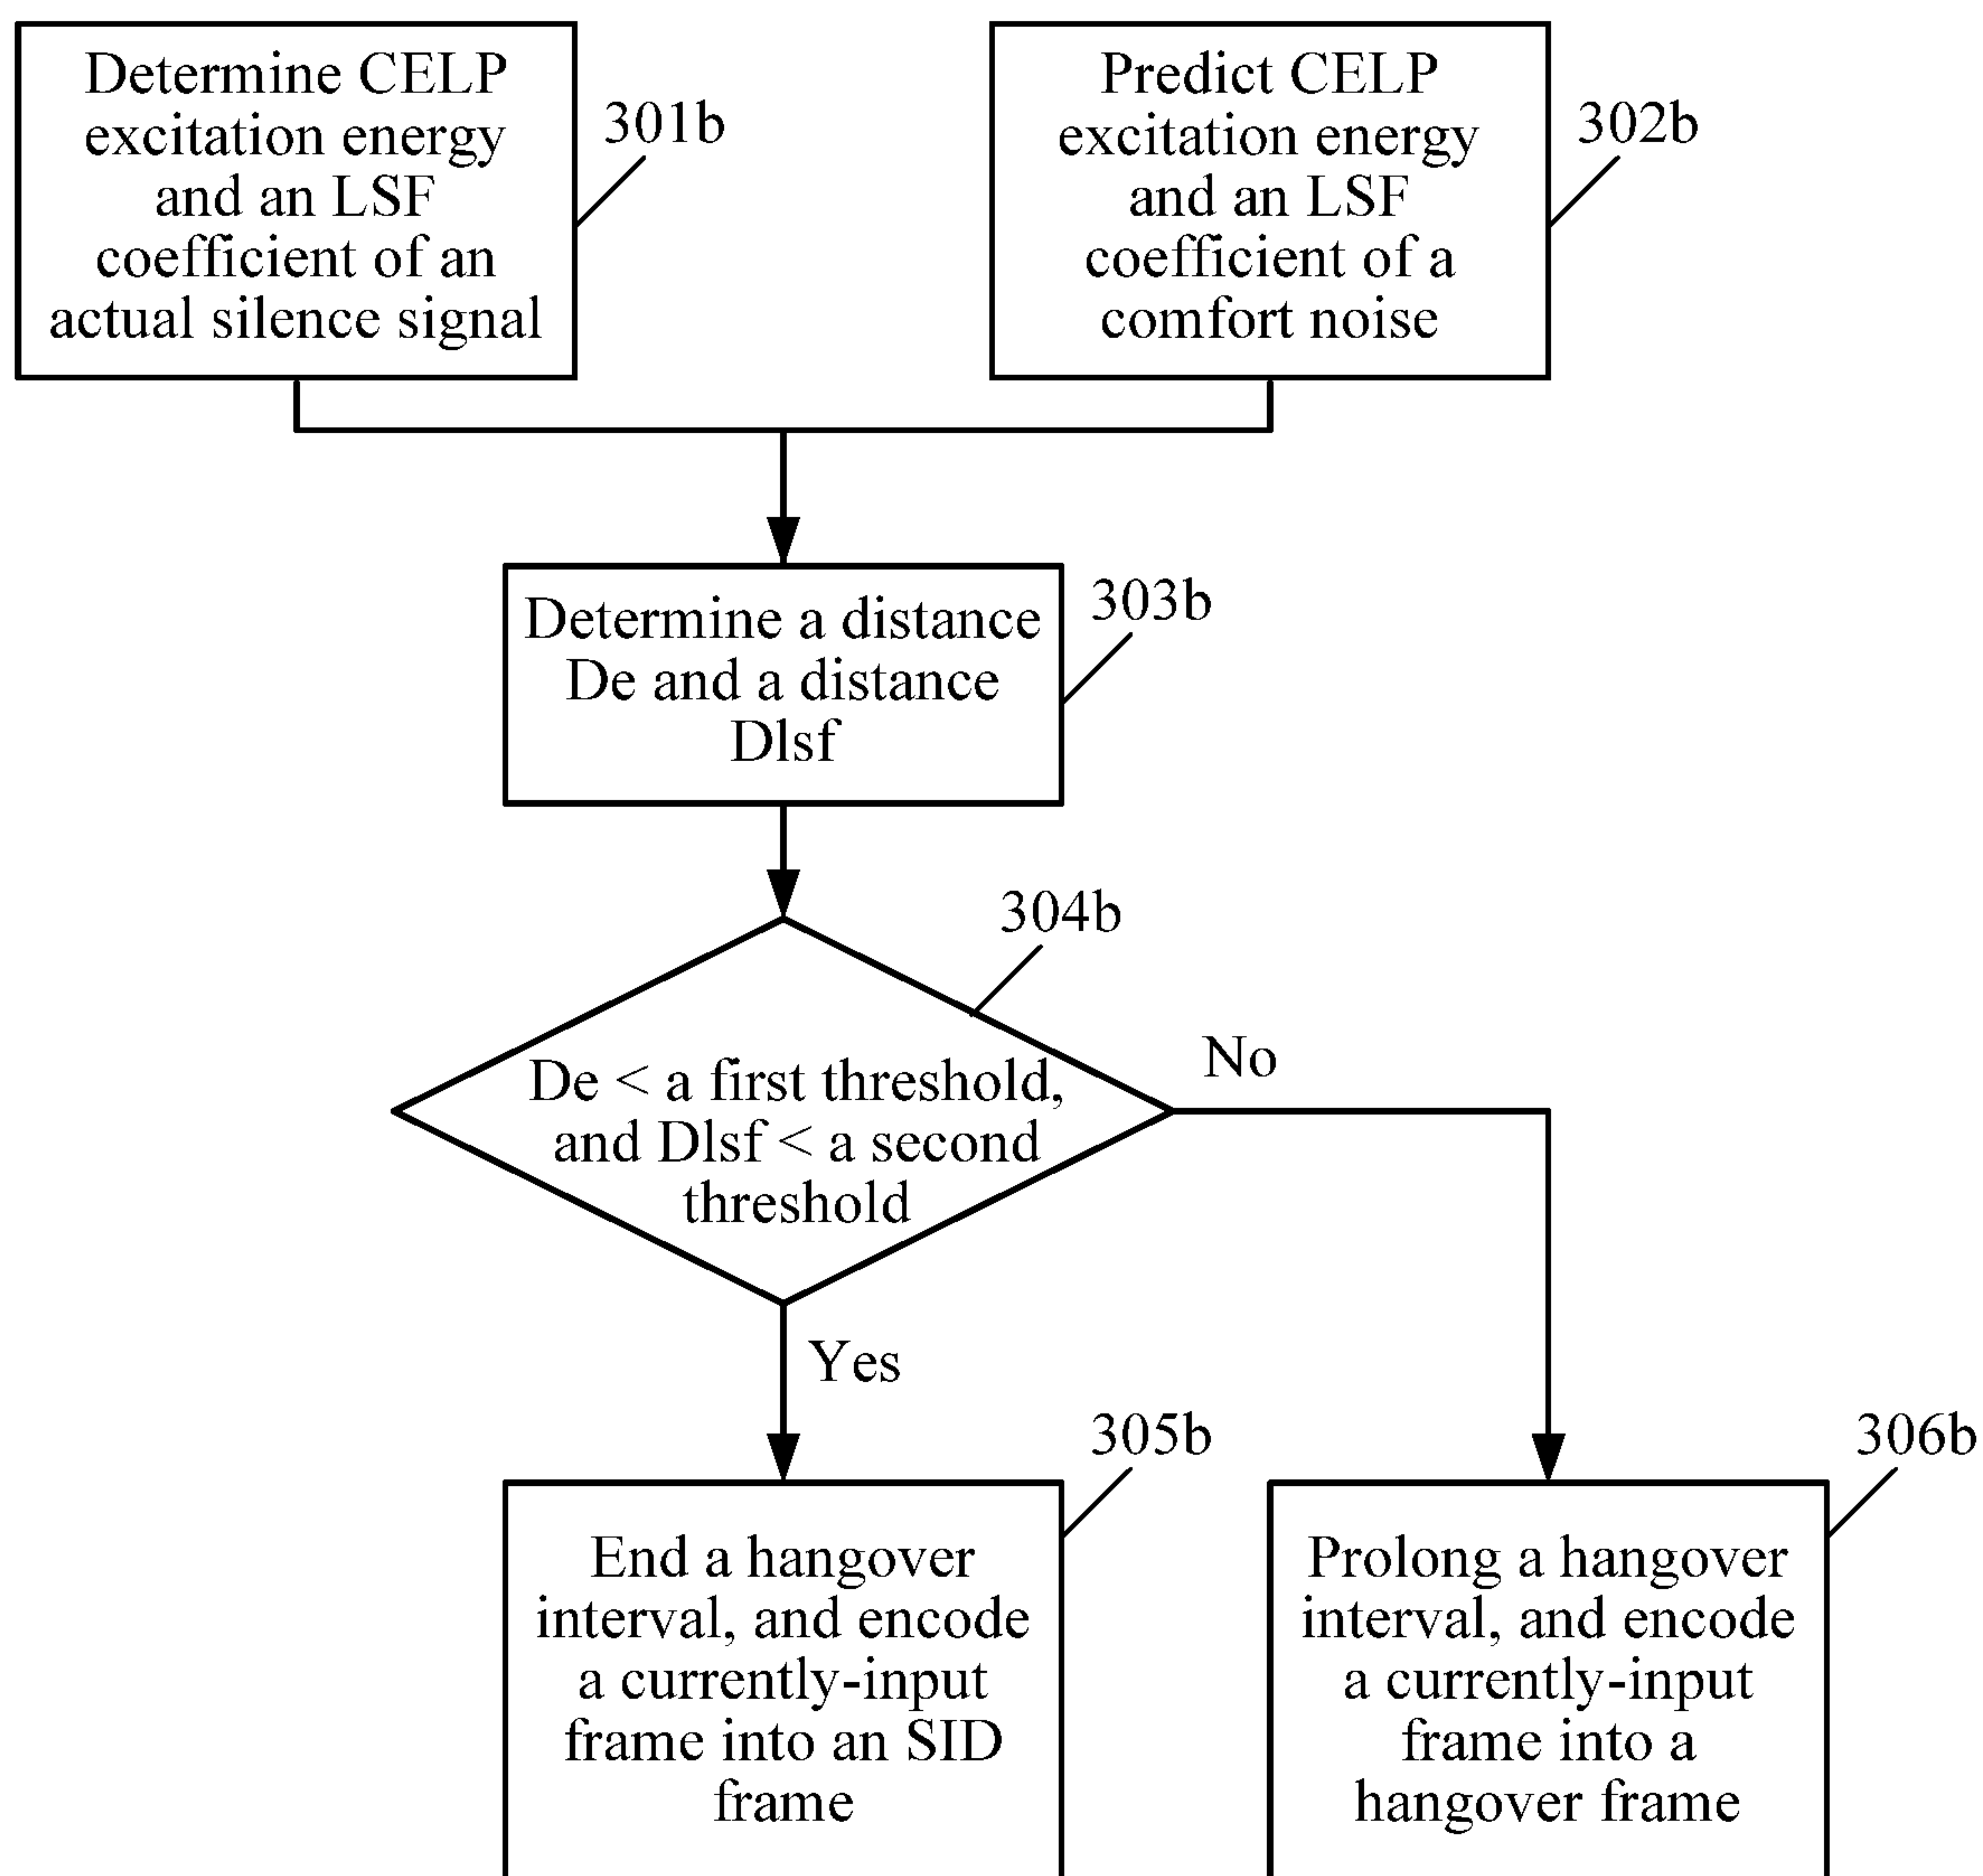 Determine CELP
excitation energy
and an LSF
coefficient of an
actual silence signal
301b
Predict CELP
excitation energy
and an LSF
coefficient of a
comfort noise
302b
Determine a distance
De and a distance
Dlsf
303b
304b
De < a first threshold,
and Dlsf < a second
threshold
No
Yes
End a hangover
interval, and encode
a currently-input
frame into an SID
frame
305b
Prolong a hangover
interval, and encode
a currently-input
frame into a
hangover frame
306b